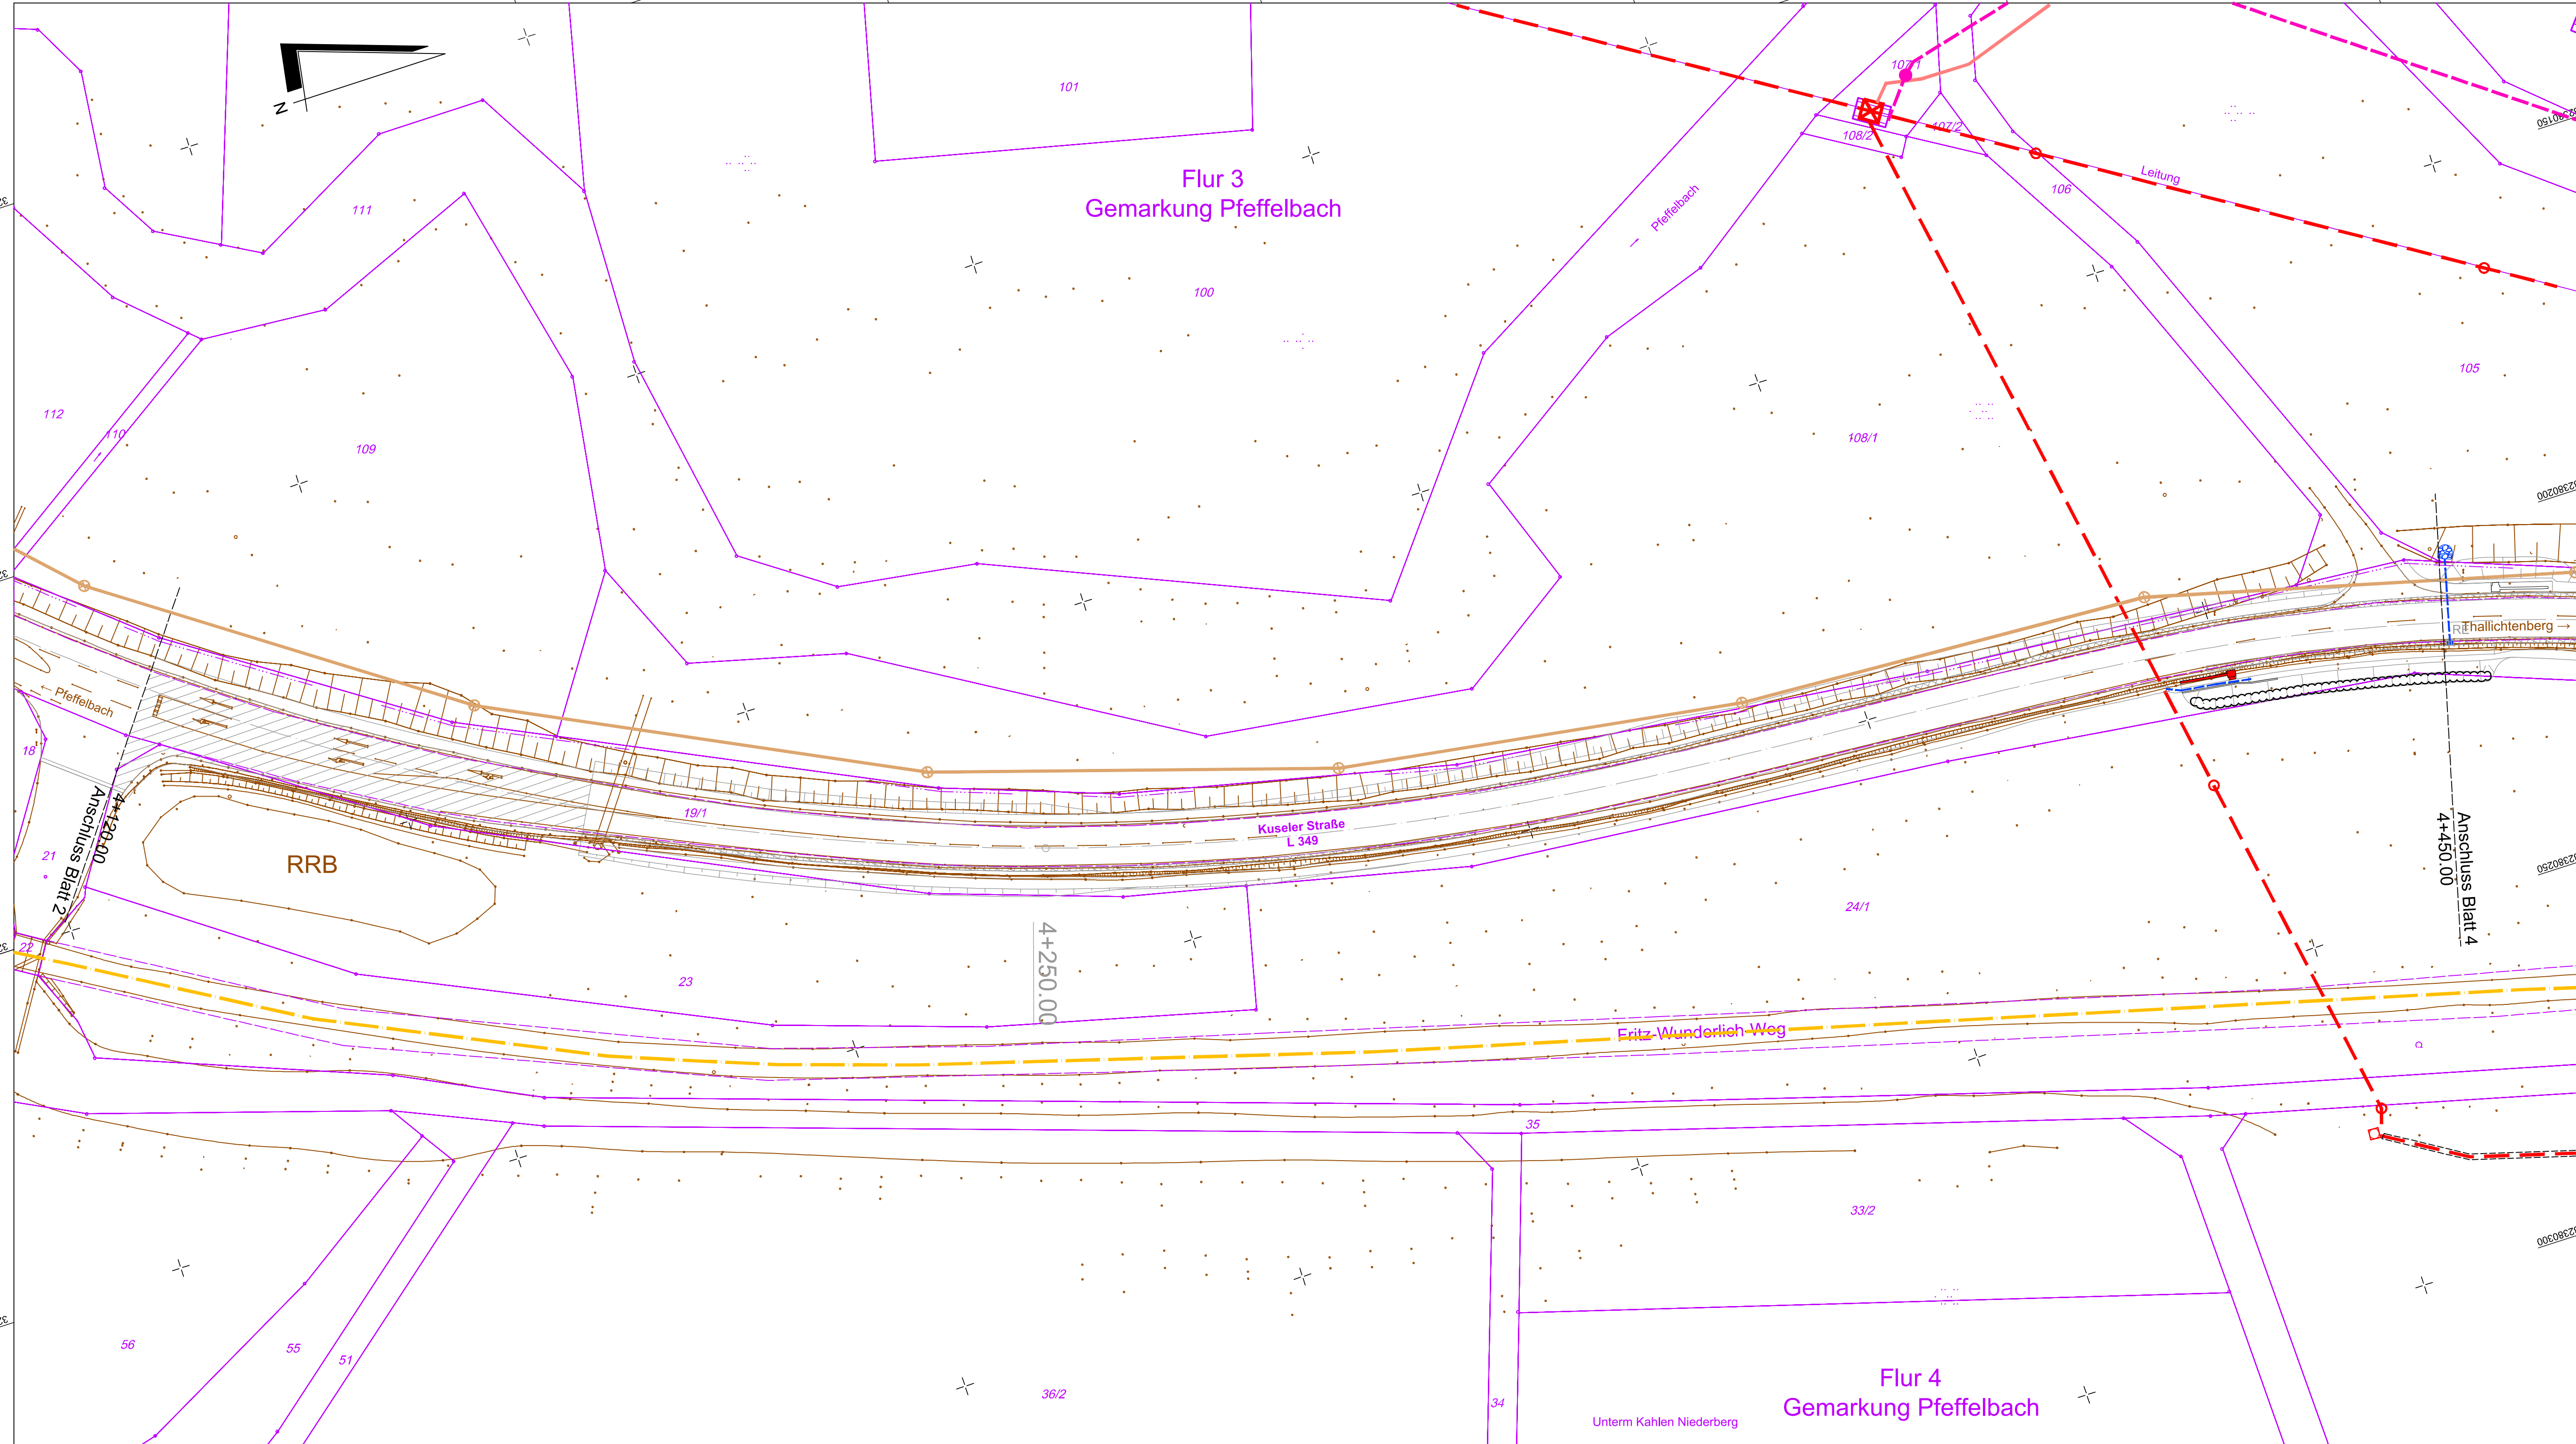 N
101
107/1
107/2
108/2
106
Leitung
Flur 3
Gemarkung Pfeffelbach
Pfeffelbach
111
100
105
112
110
109
108/1
Thallichtenberg →
← Pfeffelbach
18
19/1
Kuseler Straße
L 349
21
22
4+120.00
Anschluss Blatt 2
RRB
23
24/1
4+250.00
Anschluss Blatt 4
4+450.00
Fritz-Wunderlich-Weg
35
33/2
56
55
51
36/2
34
Flur 4
Gemarkung Pfeffelbach
Unterm Kahlen Niederberg